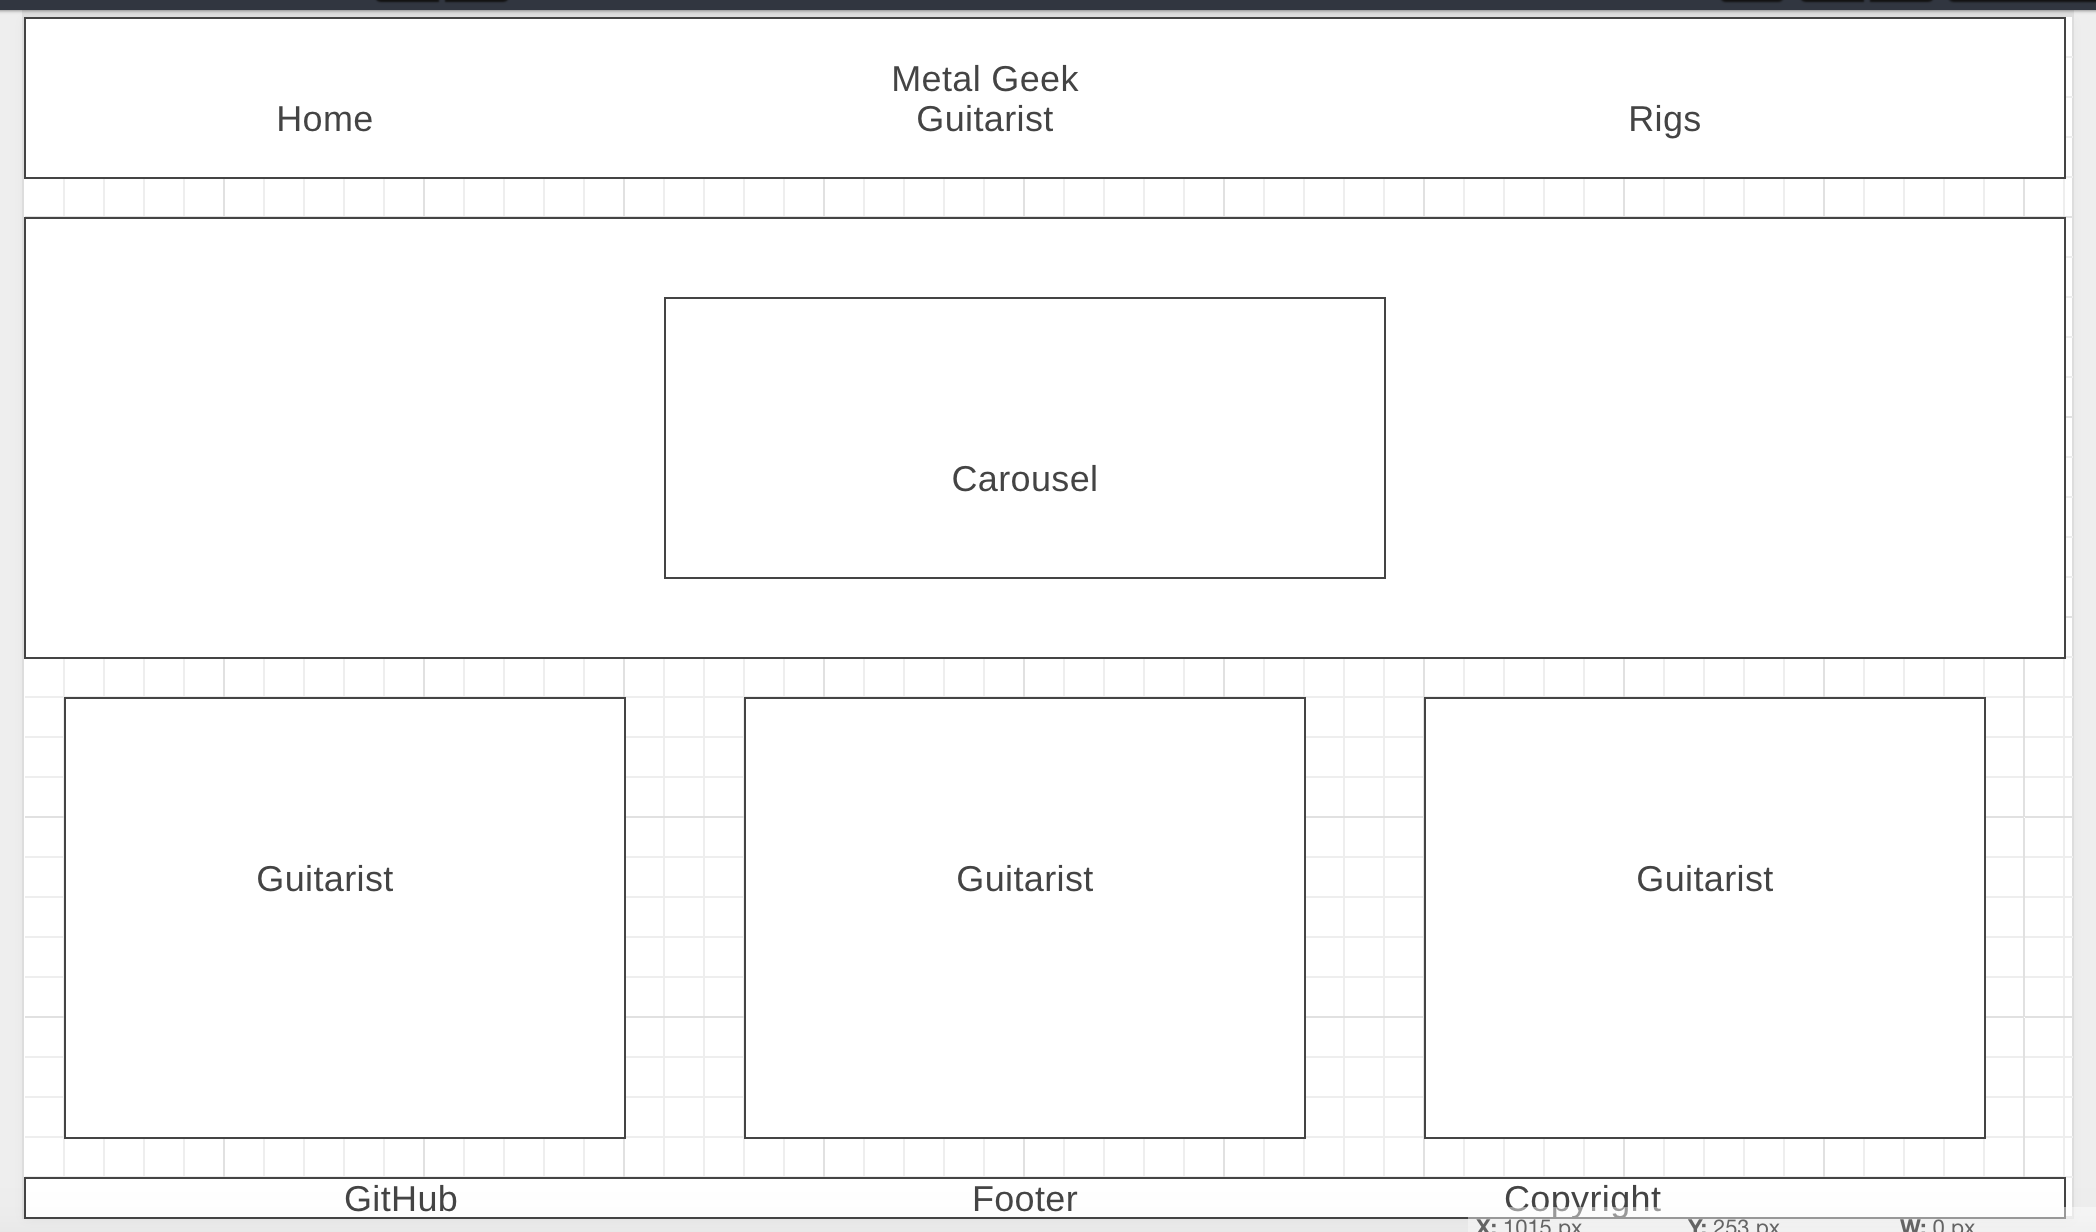 Metal Geek
Guitarist
Home
Rigs
Carousel
Guitarist
Guitarist
Guitarist
GitHub
Footer
Copyright
X: 1015 px
Y: 253 px
W: 0 px